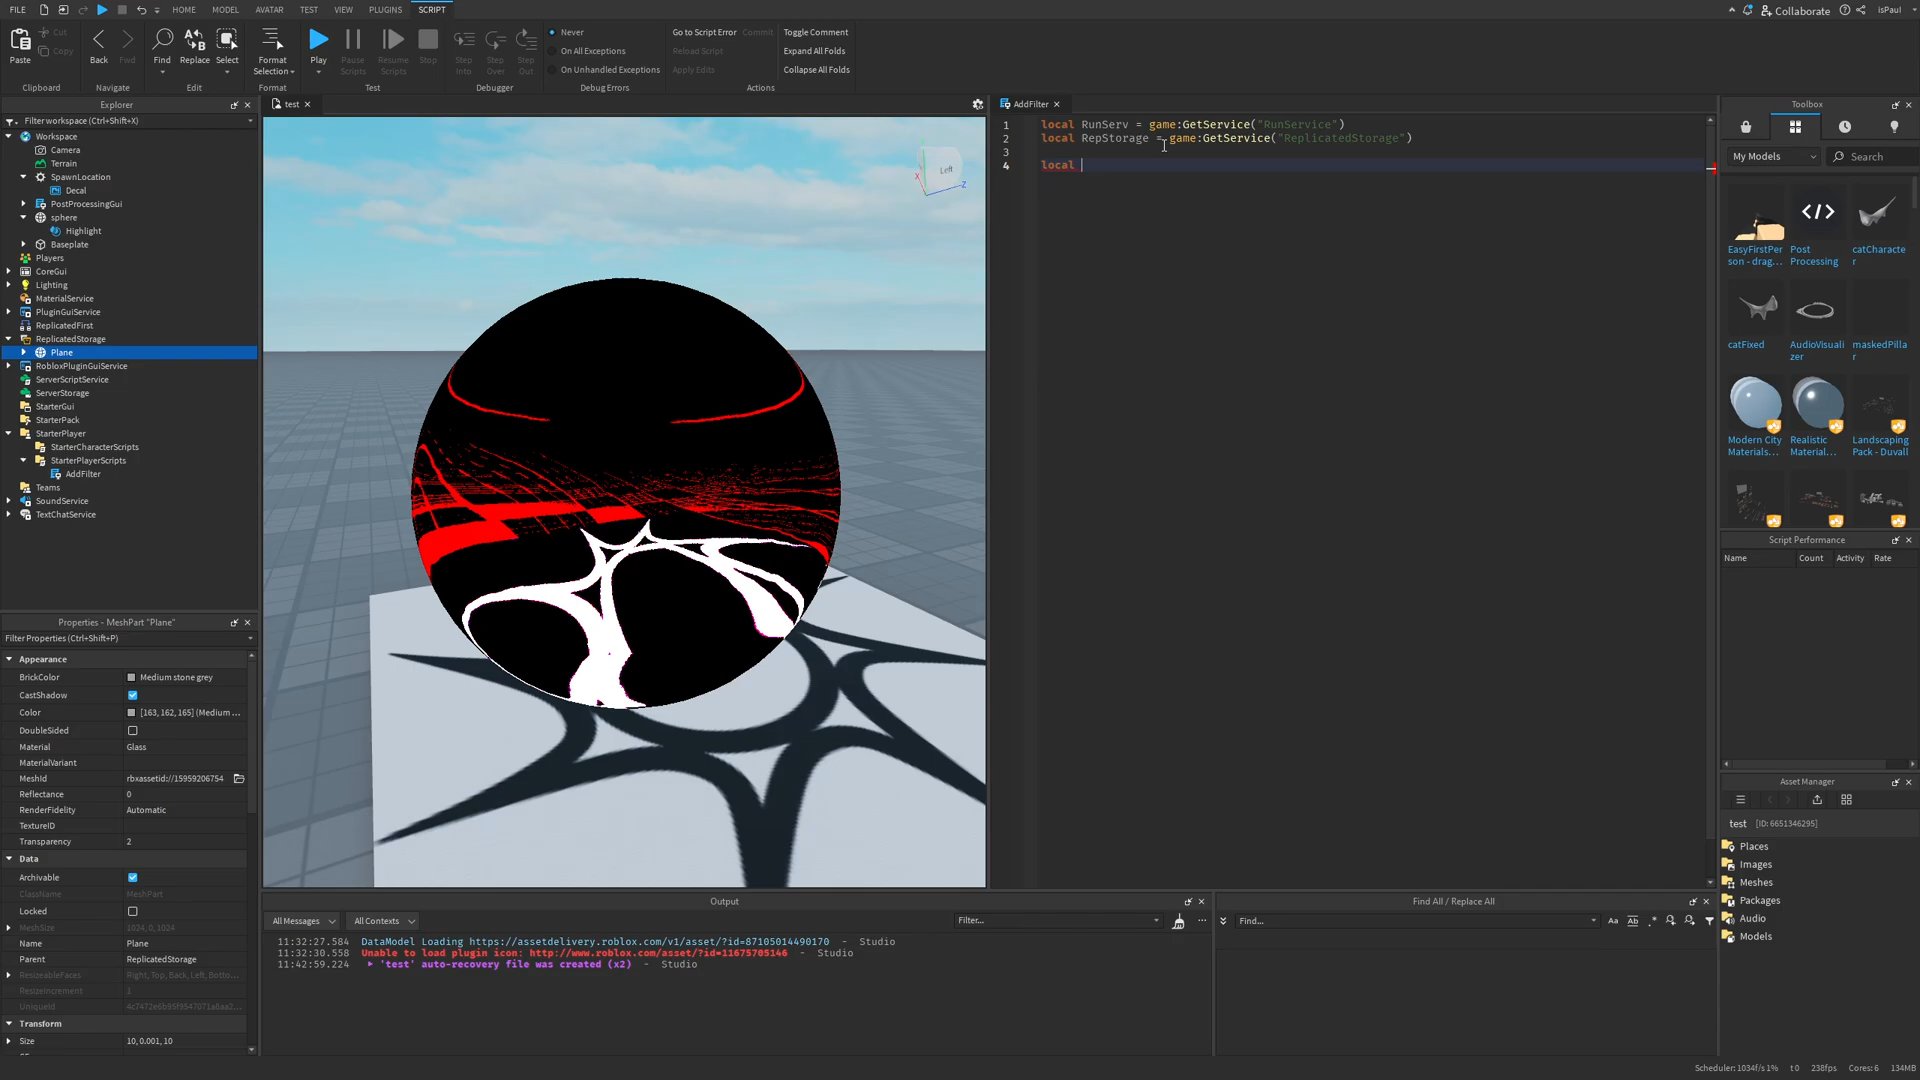 FILE
HOME
MODEL
AVATAR
TEST
VIEW
PLUGINS
SCRIPT
Collaborate
isPaul
Paste
Cut
Copy
Clipboard
Back
Fwd
Navigate
Find
Replace
Select
Edit
Format
Selection
Format
Play
Pause
Scripts
Resume
Scripts
Stop
Test
Step
Into
Step
Over
Step
Out
Debugger
Never
On All Exceptions
On Unhandled Exceptions
Debug Errors
Go to Script Error
Reload Script
Apply Edits
Commit
Toggle Comment
Expand All Folds
Collapse All Folds
Actions
Explorer
Filter workspace (Ctrl+Shift+X)
Workspace
Camera
Terrain
SpawnLocation
Decal
PostProcessingGui
sphere
Highlight
Baseplate
Players
CoreGui
Lighting
MaterialService
PluginGuiService
ReplicatedFirst
ReplicatedStorage
Plane
RobloxPluginGuiService
ServerScriptService
ServerStorage
StarterGui
StarterPack
StarterPlayer
StarterCharacterScripts
StarterPlayerScripts
AddFilter
Teams
SoundService
TextChatService
Properties - MeshPart "Plane"
Filter Properties (Ctrl+Shift+P)
Appearance
BrickColor Medium stone grey
CastShadow
Color [163, 162, 165] (Medium ...
DoubleSided
Material Glass
MaterialVariant
MeshId rbxassetid://15959206754
Reflectance 0
RenderFidelity Automatic
TextureID
Transparency 2
Data
Archivable
ClassName MeshPart
Locked
MeshSize 1024, 0, 1024
Name Plane
Parent ReplicatedStorage
ResizeableFaces Right, Top, Back, Left, Botto...
ResizeIncrement 1
UniqueId
Transform
Size 10, 0.001, 10
test
Left
X
Z
AddFilter
1 local RunServ = game:GetService("RunService")
2 local RepStorage = game:GetService("ReplicatedStorage")
3
4 local
Output
All Messages
All Contexts
Filter...
11:32:27.584 DataModel Loading https://assetdelivery.roblox.com/v1/asset/?id=87105014490170 - Studio
11:32:30.558 Unable to load plugin icon: http://www.roblox.com/asset/?id=11675705146 - Studio
11:42:59.224 'test' auto-recovery file was created (x2) - Studio
Find All / Replace All
Find...
Aa
Ab
.*
Toolbox
My Models
Search
EasyFirstPer
son - drag...
Post
Processing
catCharacte
r
catFixed
AudioVisuali
zer
maskedPilla
r
Modern City
Materials...
Realistic
Material...
Landscaping
Pack - Duvall
Script Performance
Name Count Activity Rate
Asset Manager
test [ID: 6651346295]
Places
Images
Meshes
Packages
Audio
Models
Scheduler: 1034f/s 1% t 0 238fps Cores: 6 134MB